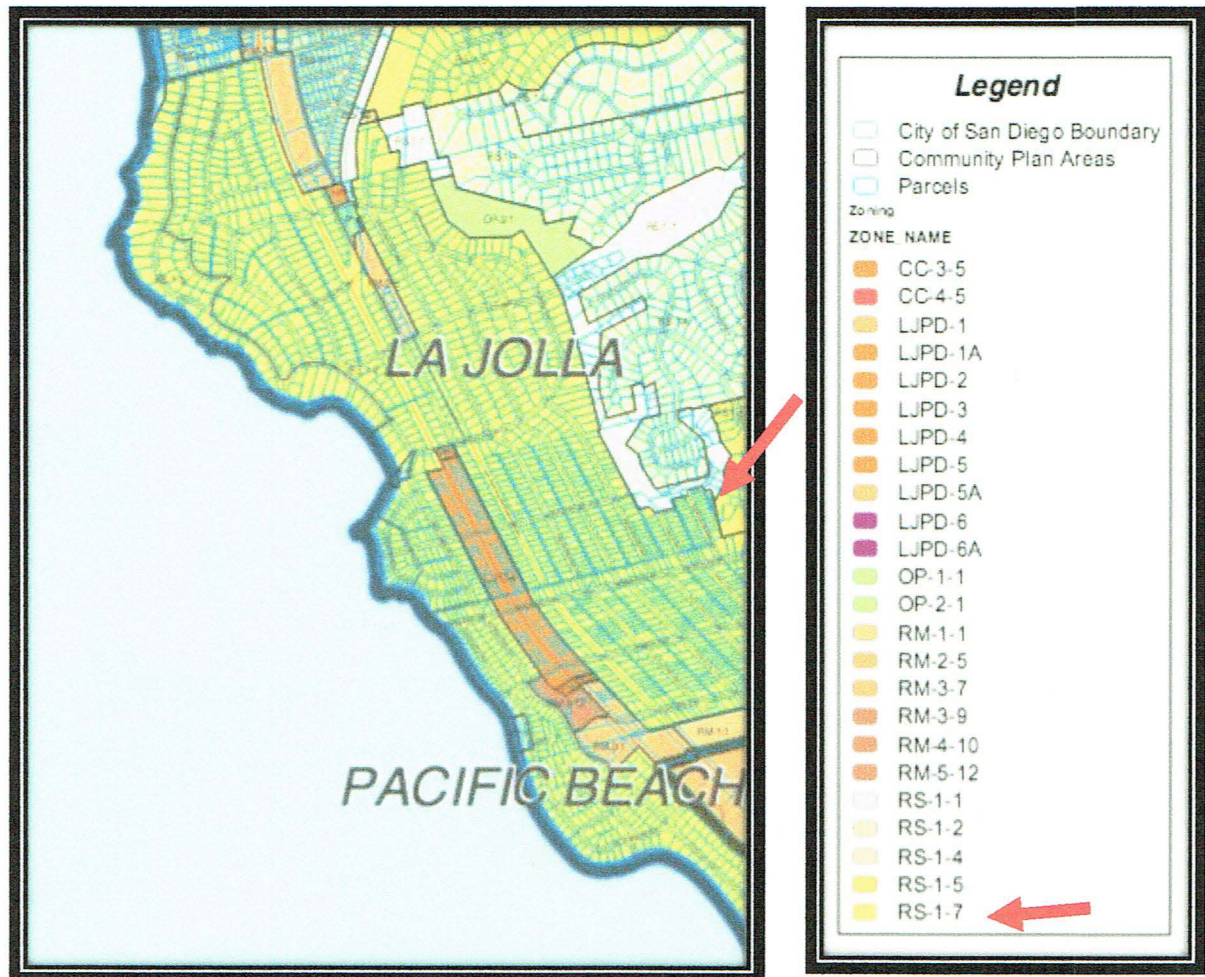 LA JOLLA
PACIFIC BEACH
RM-1-1
Legend
City of San Diego Boundary
Community Plan Areas
Parcels
Zoning
ZONE_NAME
CC-3-5
CC-4-5
LJPD-1
LJPD-1A
LJPD-2
LJPD-3
LJPD-4
LJPD-5
LJPD-5A
LJPD-6
LJPD-6A
OP-1-1
OP-2-1
RM-1-1
RM-2-5
RM-3-7
RM-3-9
RM-4-10
RM-5-12
RS-1-1
RS-1-2
RS-1-4
RS-1-5
RS-1-7